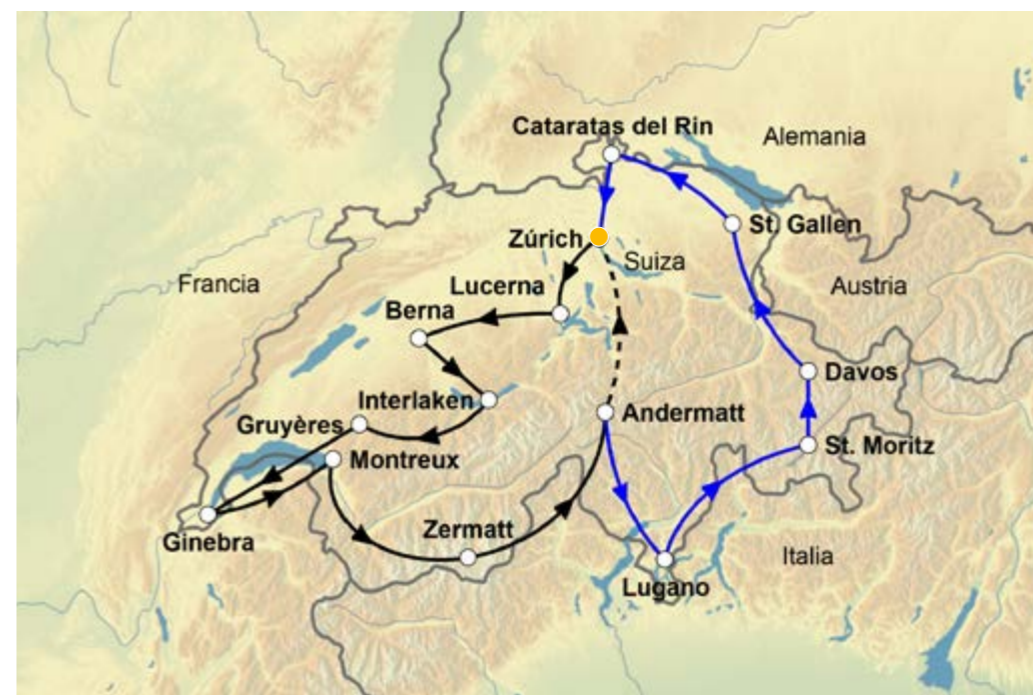 Cataratas del Rin
Alemania
St. Gallen
Zúrich
Suiza
Francia
Lucerna
Austria
Berna
Davos
Interlaken
Andermatt
Gruyères
St. Moritz
Montreux
Zermatt
Ginebra
Italia
Lugano